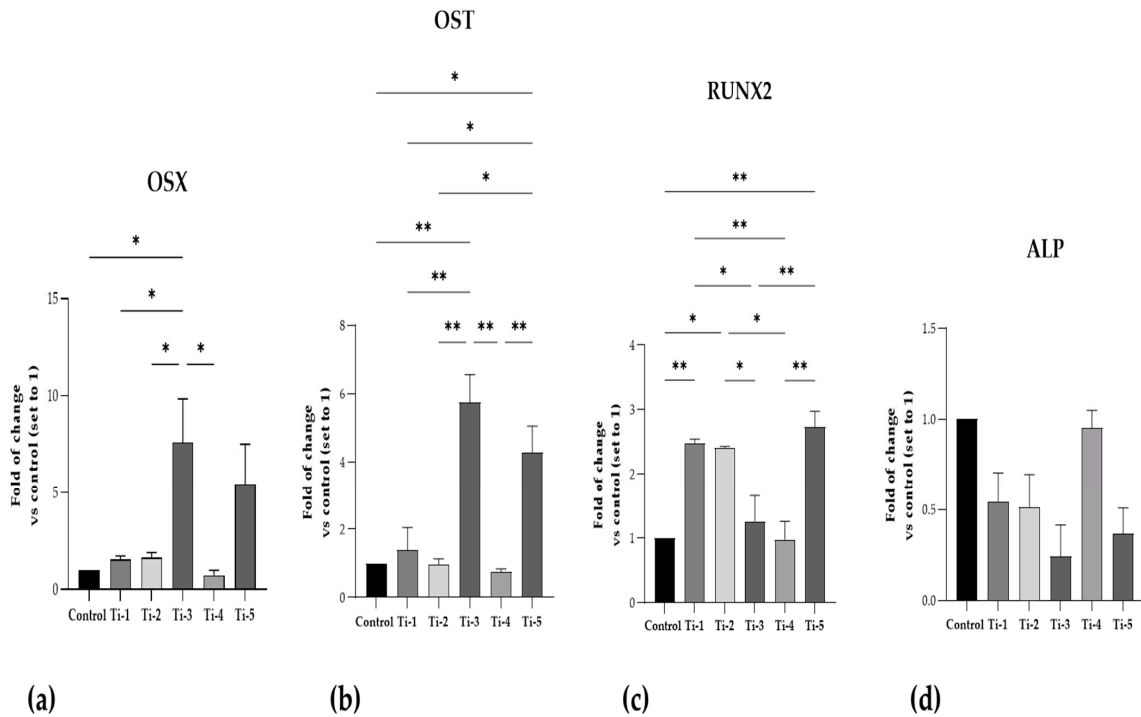 OSX
*
*
* *
Fold of change
vs control (set to 1)
15
10
5
0
Control Ti-1 Ti-2 Ti-3 Ti-4 Ti-5
(a)
OST
*
*
*
**
**
** ** **
Fold of change
vs control (set to 1)
8
6
4
2
0
Control Ti-1 Ti-2 Ti-3 Ti-4 Ti-5
(b)
RUNX2
**
**
* **
* *
** * **
Fold of change
vs control (set to 1)
4
3
2
1
0
Control Ti-1 Ti-2 Ti-3 Ti-4 Ti-5
(c)
ALP
Fold of change
vs control (set to 1)
1.5
1.0
0.5
0.0
Control Ti-1 Ti-2 Ti-3 Ti-4 Ti-5
(d)